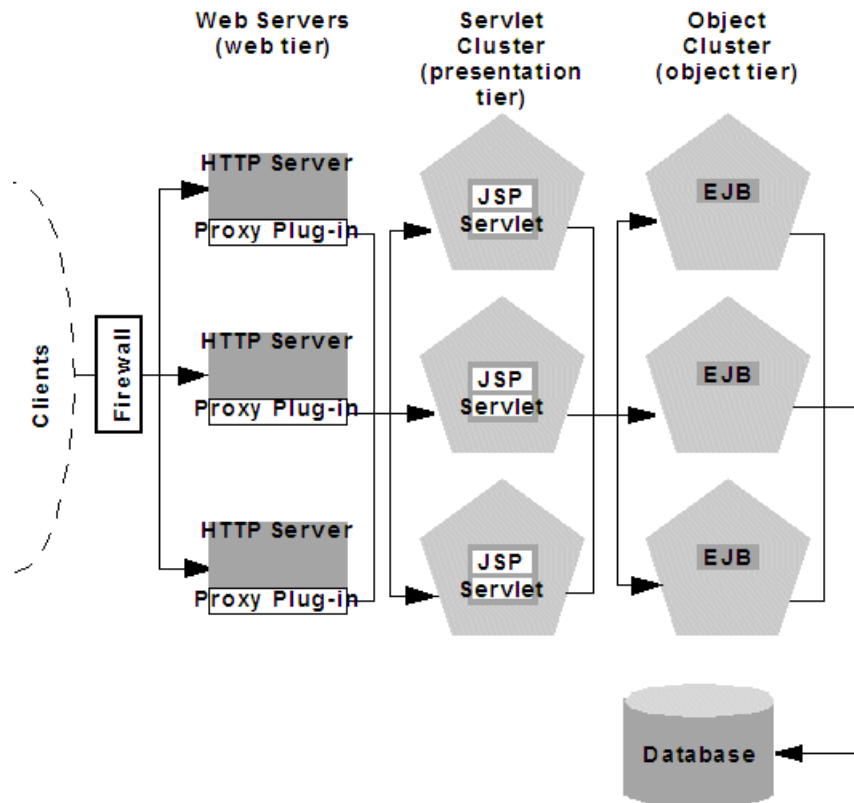 Web Servers
(web tier)
Servlet
Cluster
(presentation
tier)
Object
Cluster
(object tier)
HTTP Server
Proxy Plug-in
JSP
Servlet
EJB
Clients
Firewall
HTTP Server
Proxy Plug-in
JSP
Servlet
EJB
HTTP Server
Proxy Plug-in
JSP
Servlet
EJB
Database